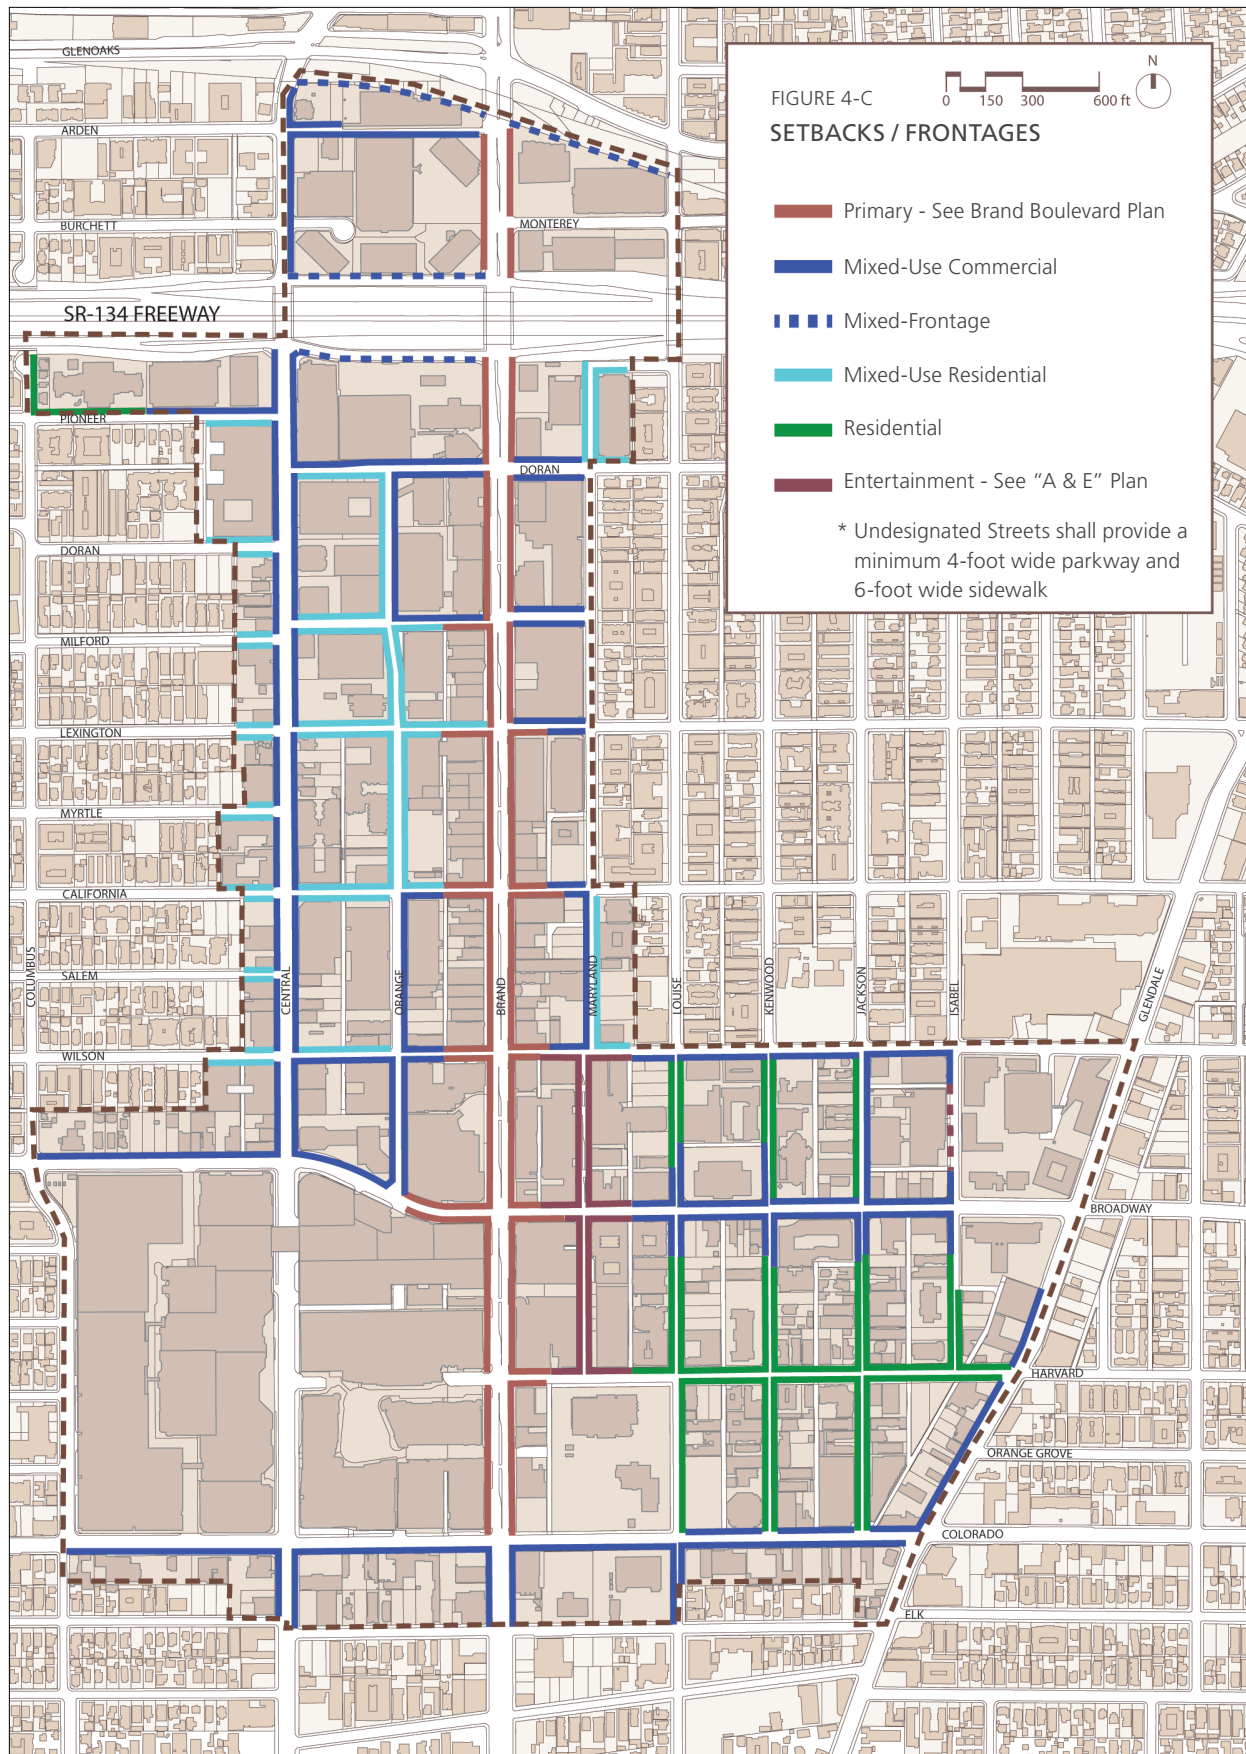 GLENOAKS
N
FIGURE 4-C
0 150 300 600 ft
SETBACKS / FRONTAGES
ARDEN
Primary - See Brand Boulevard Plan
BURCHETT
MONTEREY
Mixed-Use Commercial
SR-134 FREEWAY
Mixed-Frontage
Mixed-Use Residential
PIONEER
Residential
DORAN
Entertainment - See “A & E” Plan
* Undesignated Streets shall provide a
minimum 4-foot wide parkway and
6-foot wide sidewalk
DORAN
MILFORD
LEXINGTON
MYRTLE
CALIFORNIA
COLUMBUS
SALEM
CENTRAL
ORANGE
BRAND
MARYLAND
LOUISE
KENWOOD
JACKSON
ISABEL
GLENDALE
WILSON
BROADWAY
HARVARD
ORANGE GROVE
COLORADO
ELK